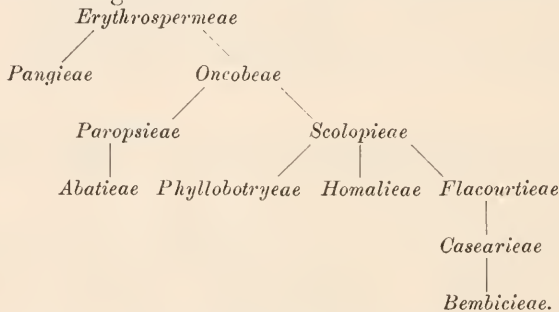 Erythrospermeae
Pangieae Oncobeae
Paropsieae Scolopieae
Abatieae Phyllobotryeae Homalieae Flacourtieae
Casearieae
Bembicieae.